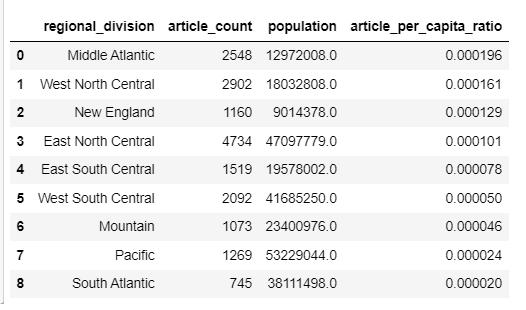 regional_division article_count population article_per_capita_ratio
0 Middle Atlantic 2548 12972008.0 0.000196
1 West North Central 2902 18032808.0 0.000161
2 New England 1160 9014378.0 0.000129
3 East North Central 4734 47097779.0 0.000101
4 East South Central 1519 19578002.0 0.000078
5 West South Central 2092 41685250.0 0.000050
6 Mountain 1073 23400976.0 0.000046
7 Pacific 1269 53229044.0 0.000024
8 South Atlantic 745 38111498.0 0.000020